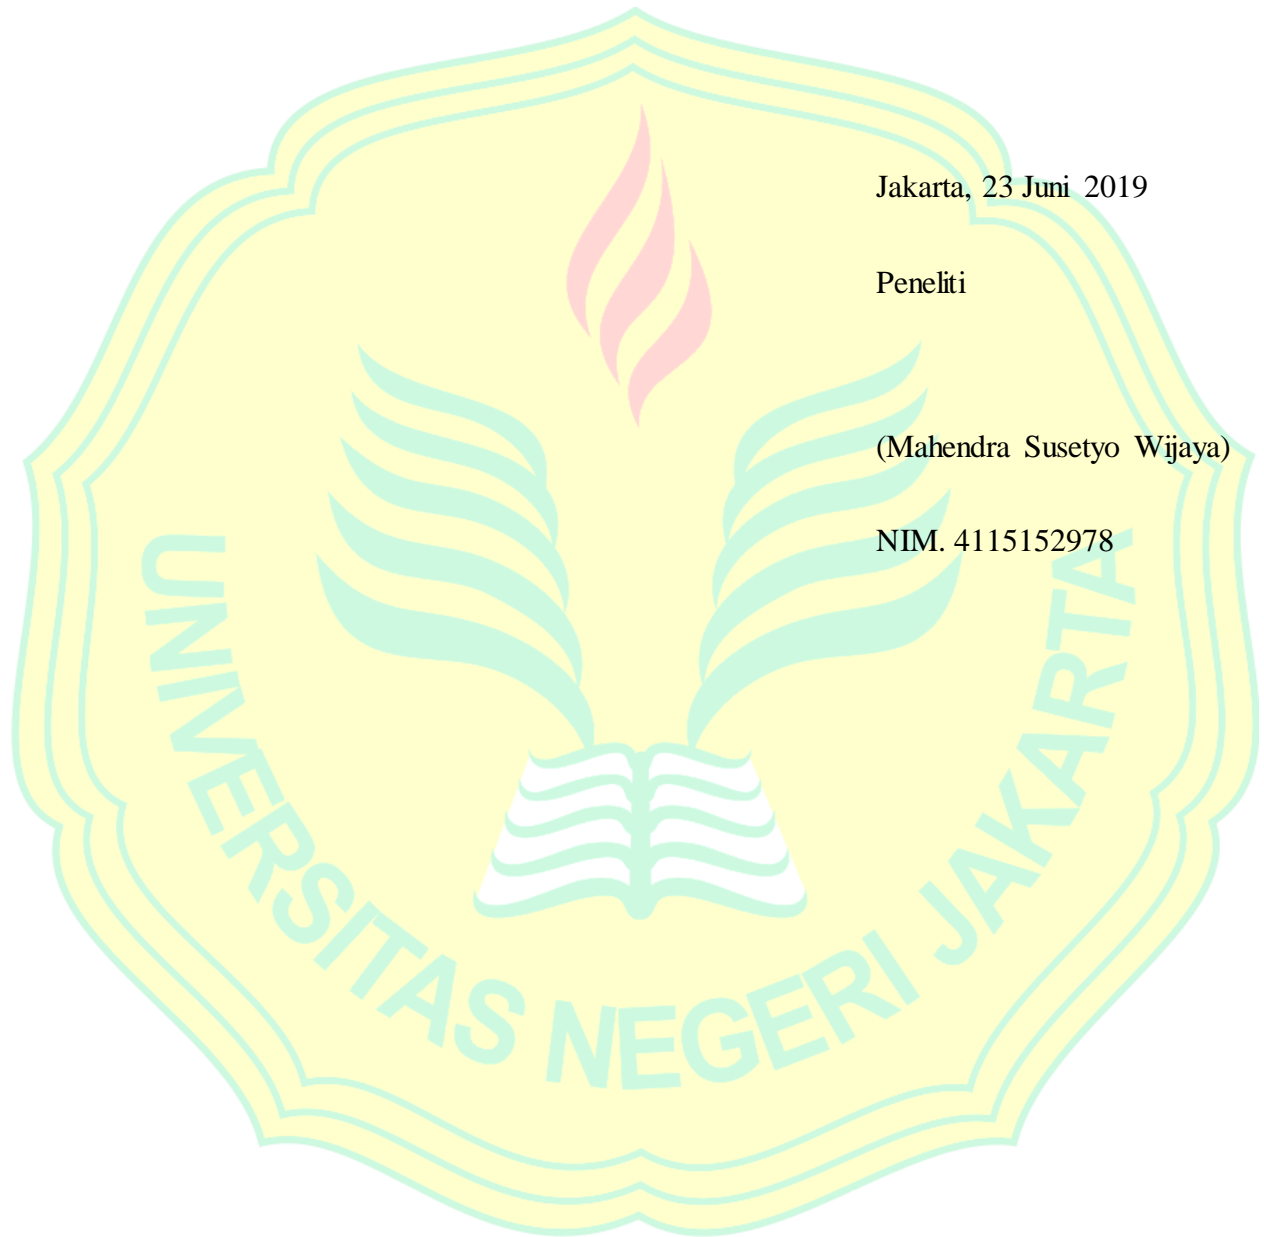 Jakarta, 23 Juni 2019
Peneliti
(Mahendra Susetyo Wijaya)
NIM. 4115152978
UNIVERSITAS NEGERI JAKARTA